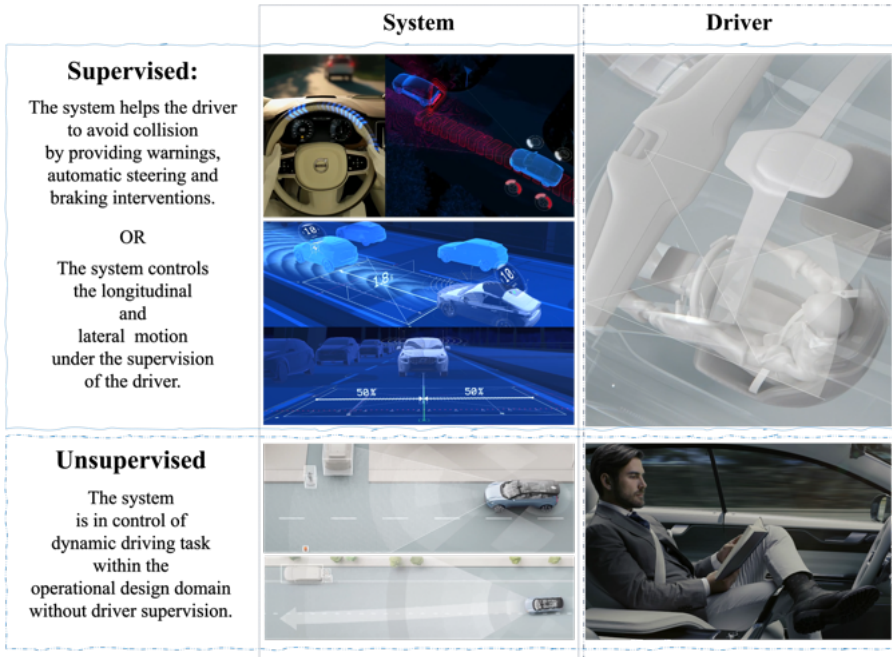 System
Driver
Supervised:
The system helps the driver
to avoid collision
by providing warnings,
automatic steering and
braking interventions.
OR
The system controls
the longitudinal
and
lateral motion
under the supervision
of the driver.
10
10
1.8
50%
50%
Unsupervised
The system
is in control of
dynamic driving task
within the
operational design domain
without driver supervision.